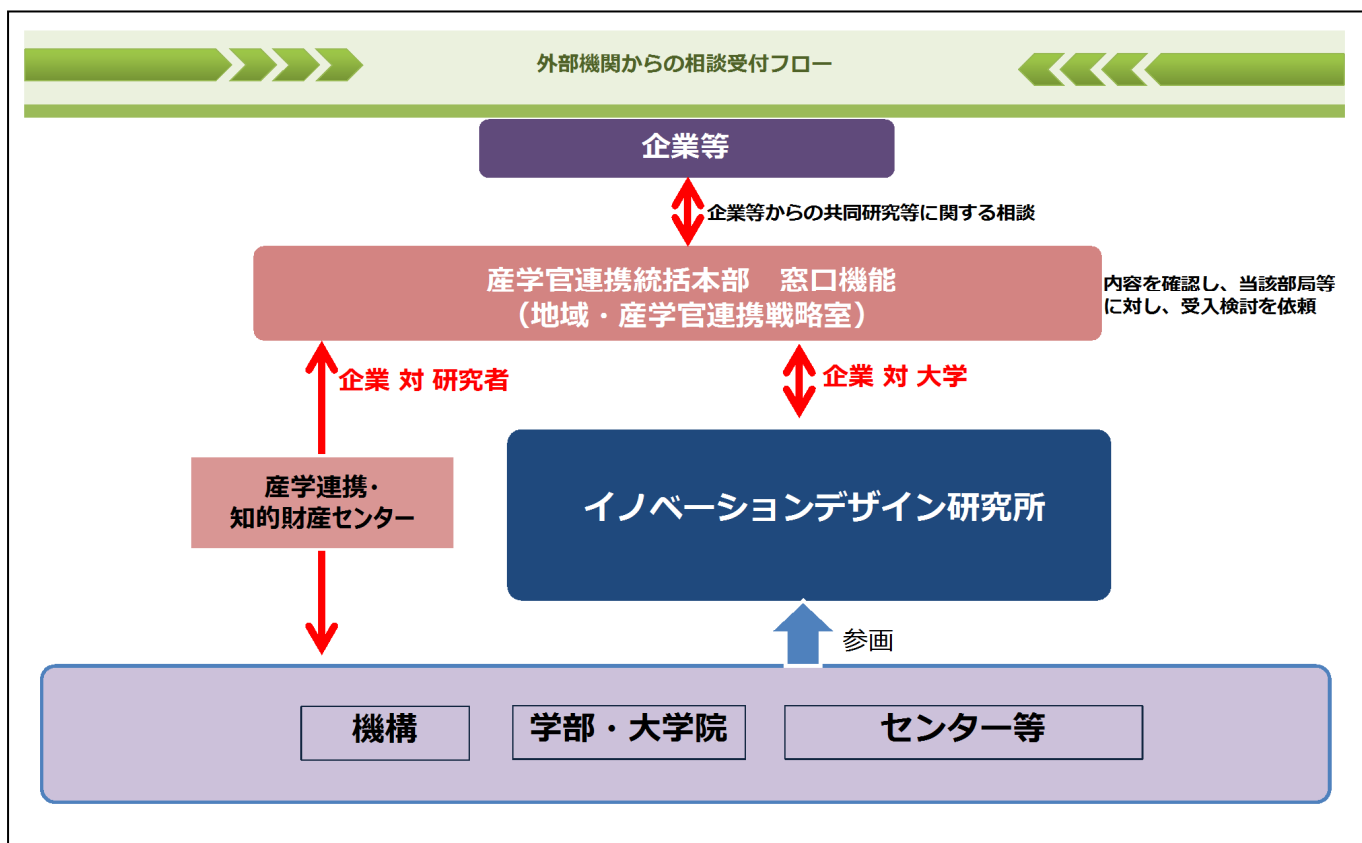 外部機関からの相談受付フロー
企業等
企業等からの共同研究等に関する相談
産学官連携統括本部　窓口機能
（地域・産学官連携戦略室）
内容を確認し、当該部局等
に対し、受入検討を依頼
企業 対 研究者
企業 対 大学
産学連携・
知的財産センター
イノベーションデザイン研究所
参画
機構
学部・大学院
センター等